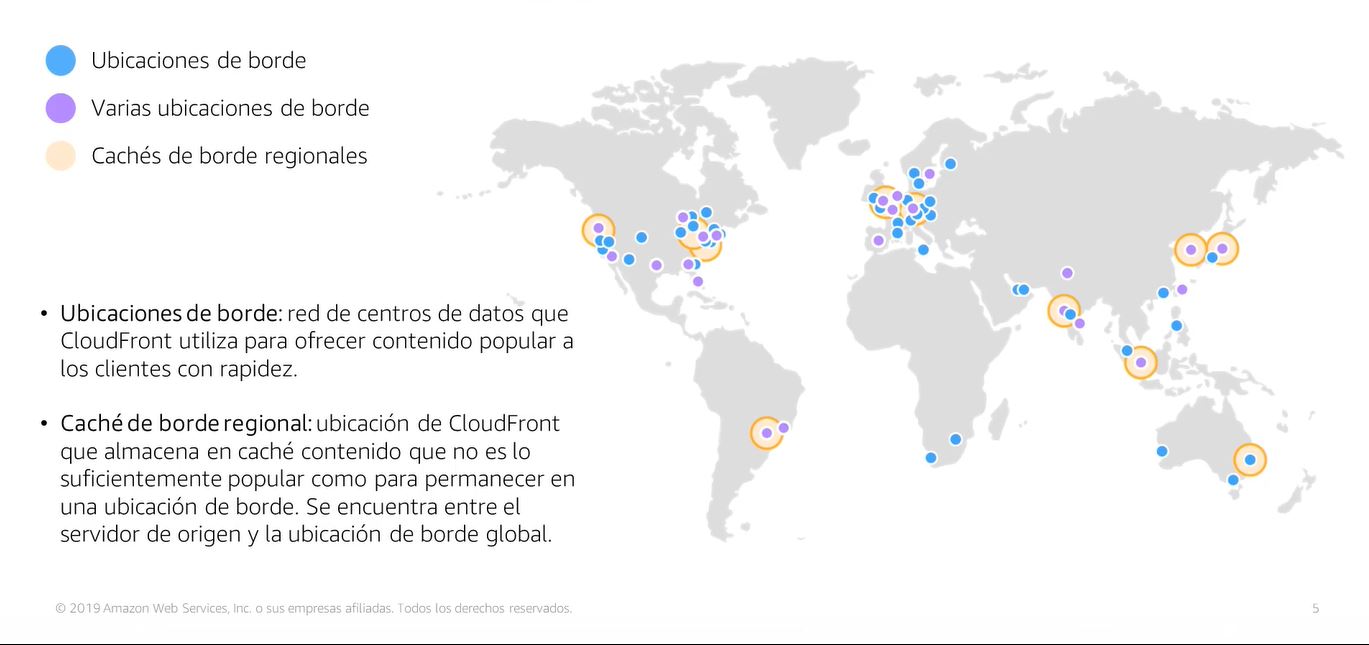 Ubicaciones de borde
Varias ubicaciones de borde
Cachés de borde regionales
• Ubicaciones de borde: red de centros de datos que
CloudFront utiliza para ofrecer contenido popular a
los clientes con rapidez.
• Caché de borde regional: ubicación de CloudFront
que almacena en caché contenido que no es lo
suficientemente popular como para permanecer en
una ubicación de borde. Se encuentra entre el
servidor de origen y la ubicación de borde global.
© 2019 Amazon Web Services, Inc. o sus empresas afiliadas. Todos los derechos reservados.
5